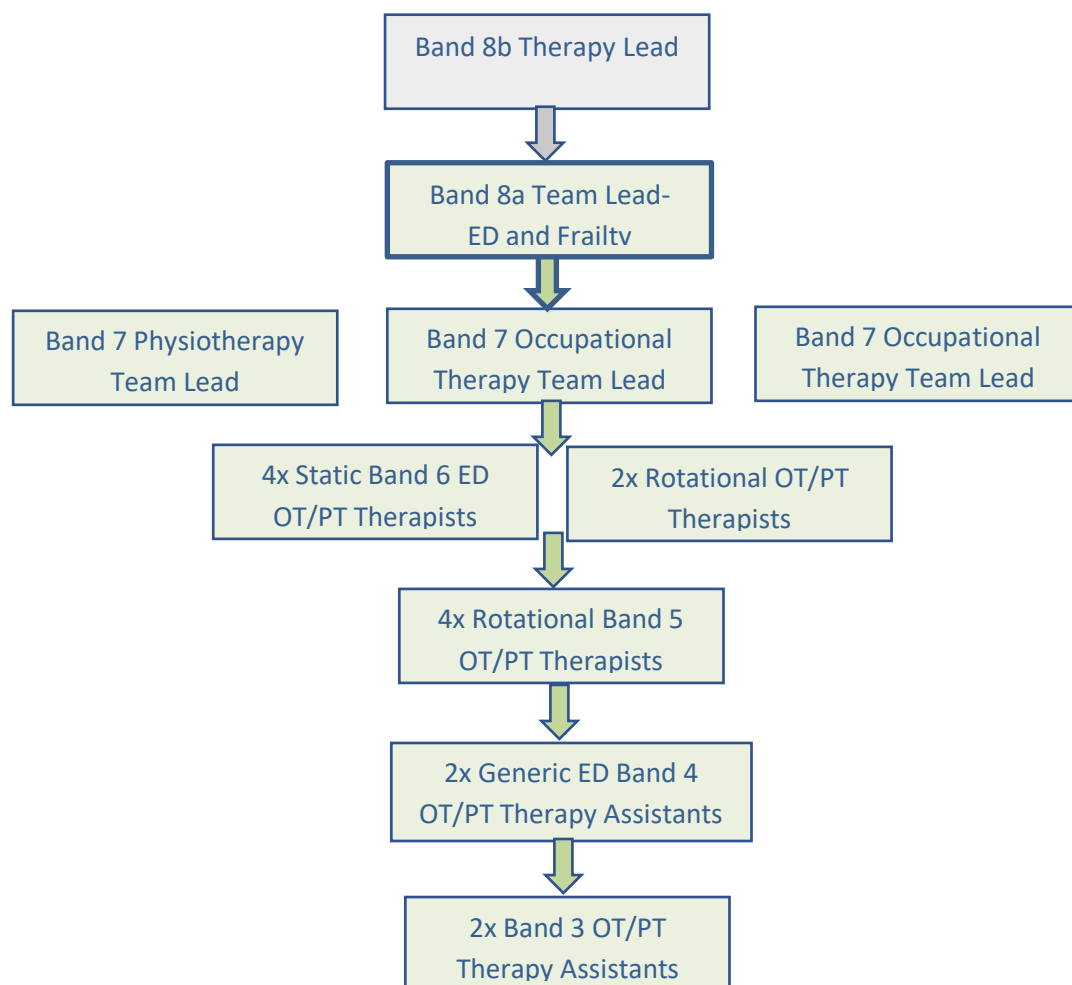 Band 8b Therapy Lead
Band 8a Team Lead-
ED and Frailty
Band 7 Physiotherapy
Team Lead
Band 7 Occupational
Therapy Team Lead
Band 7 Occupational
Therapy Team Lead
4x Static Band 6 ED
OT/PT Therapists
2x Rotational OT/PT
Therapists
4x Rotational Band 5
OT/PT Therapists
2x Generic ED Band 4
OT/PT Therapy Assistants
2x Band 3 OT/PT
Therapy Assistants